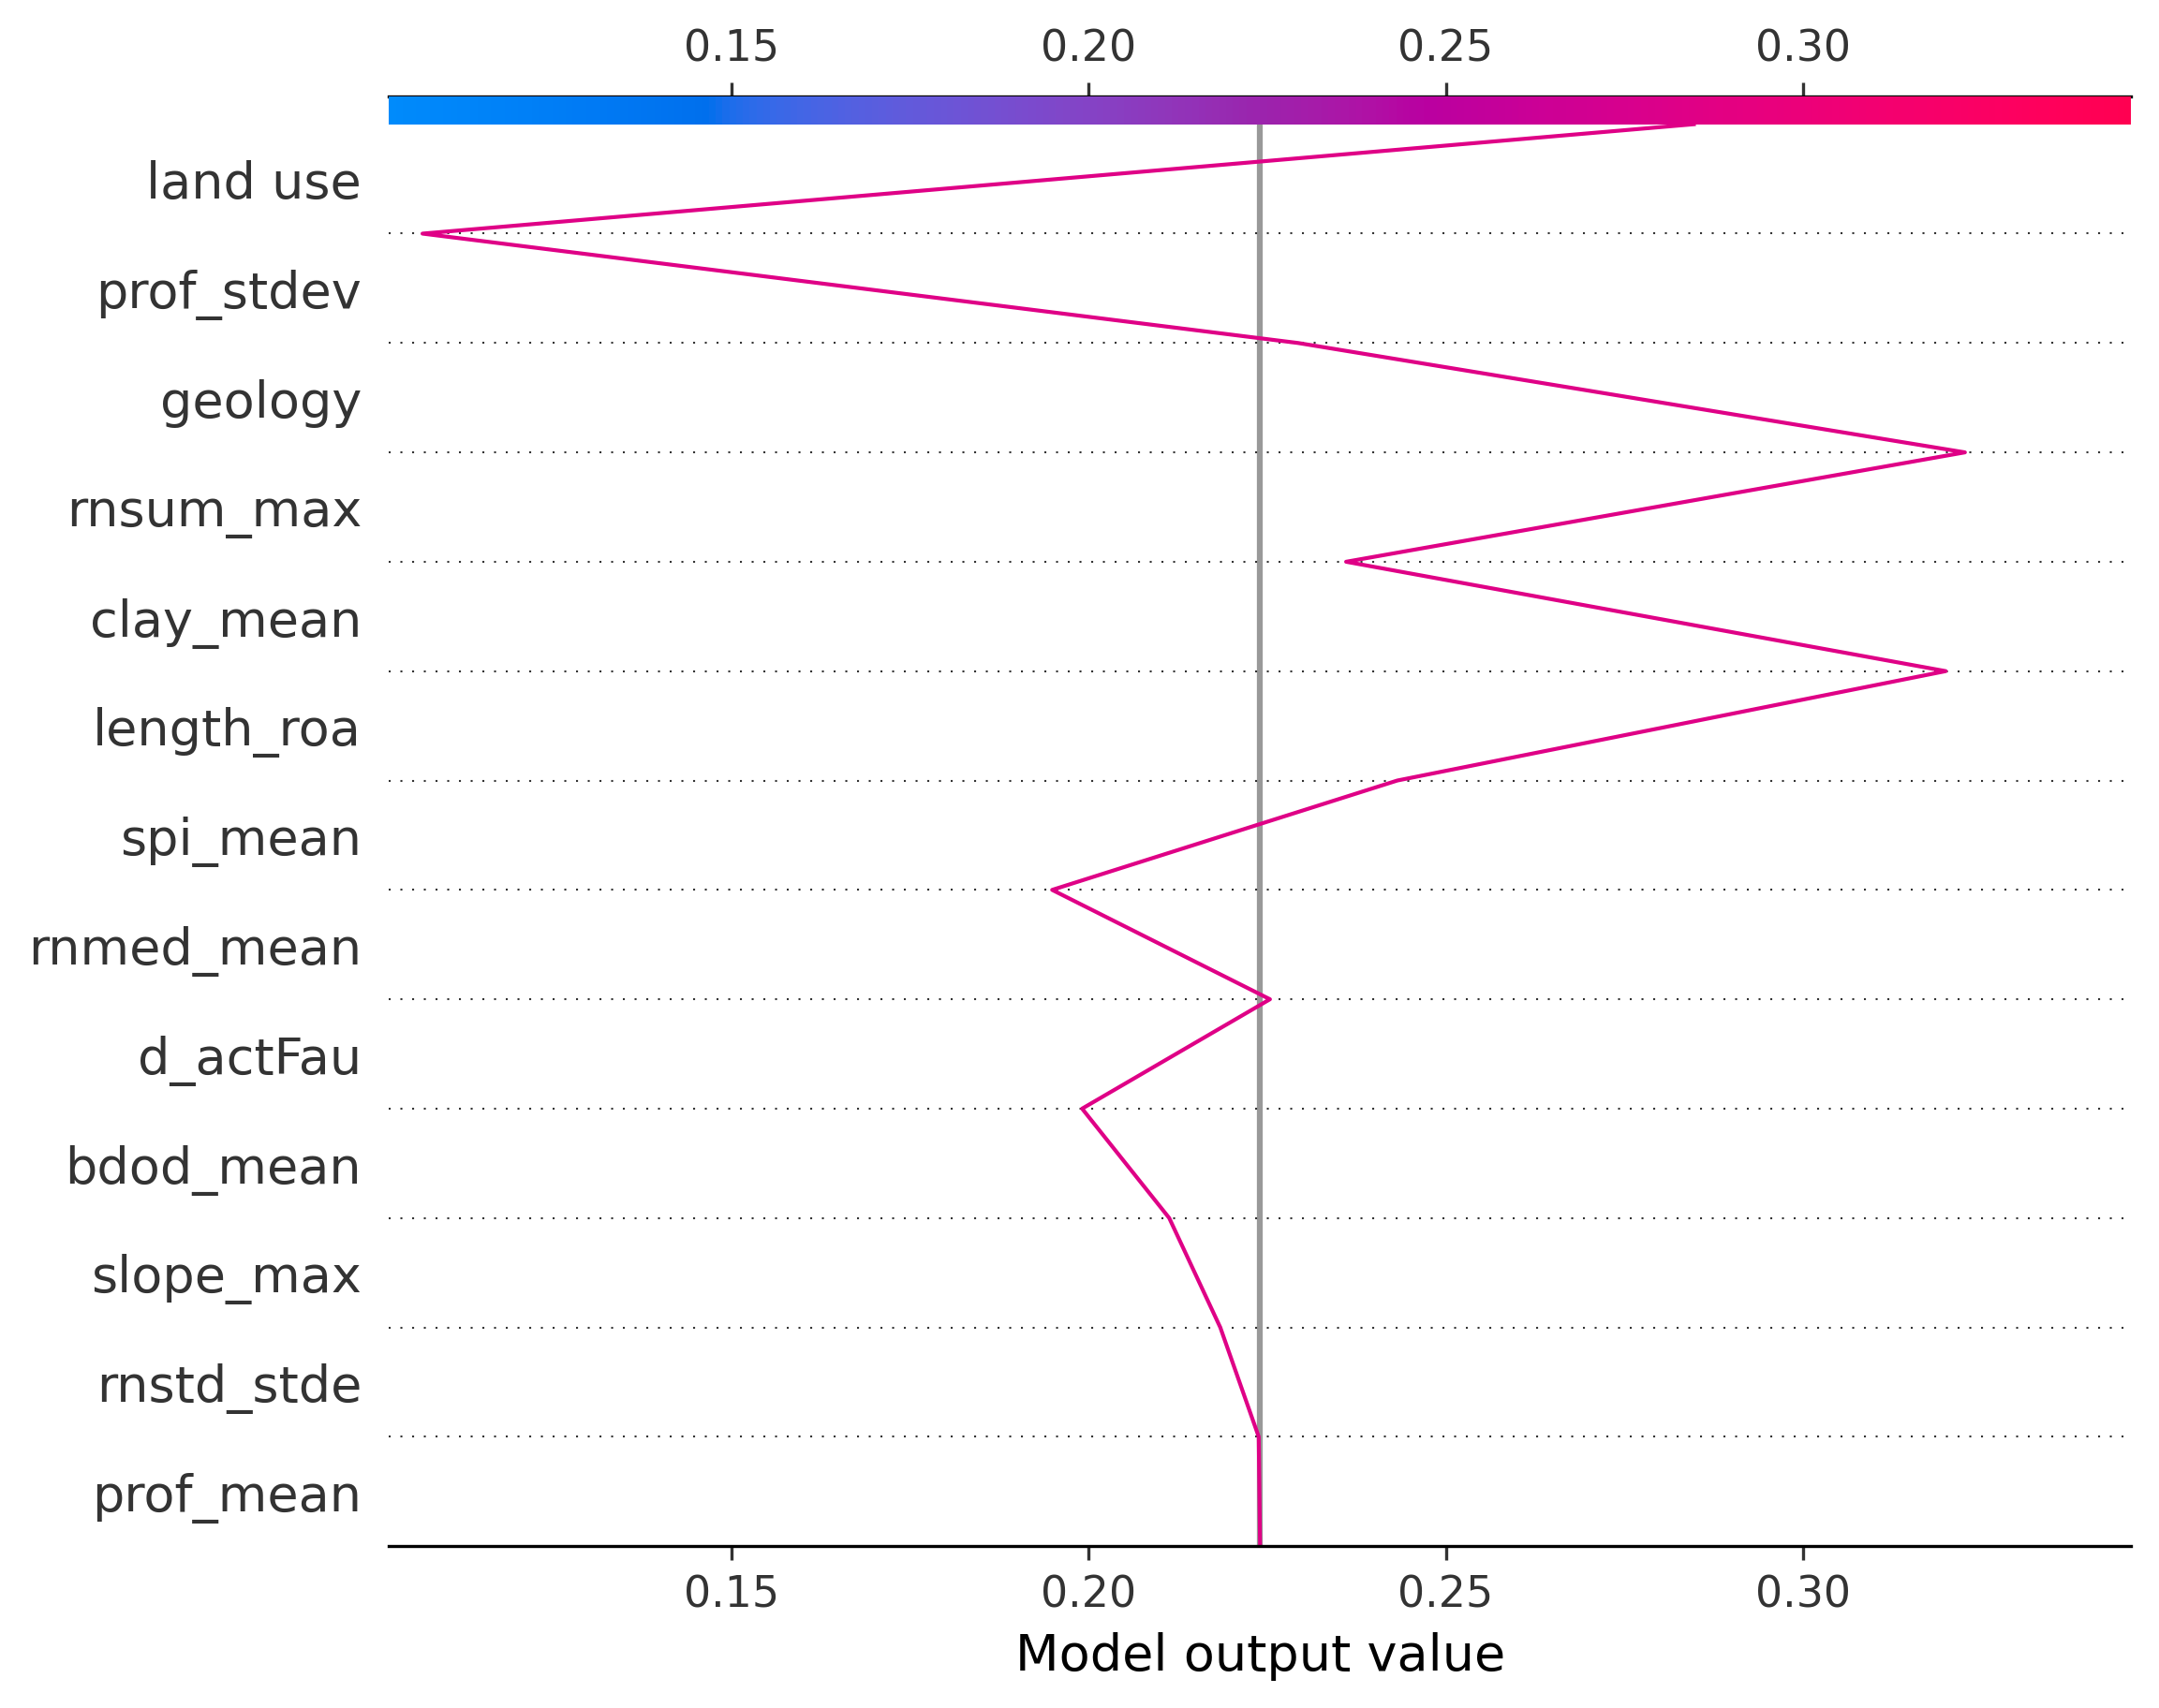 0.15 0.20 0.25 0.30
land use
prof_stdev
geology
rnsum_max
clay_mean
length_roa
spi_mean
rnmed_mean
d_actFau
bdod_mean
slope_max
rnstd_stde
prof_mean
0.15 0.20 0.25 0.30
Model output value